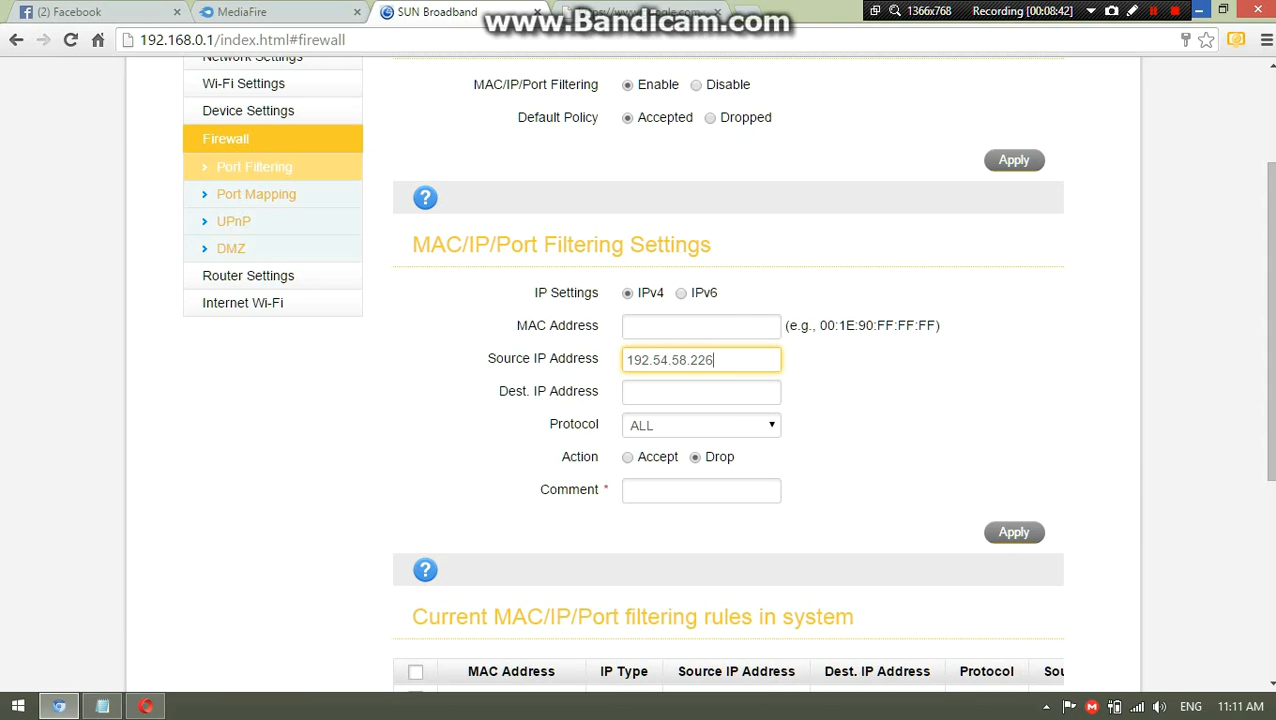 Facebook
MediaFire
SUN Broadband
www.Bandicam.com
1366x768
Recording [00:08:42]
192.168.0.1/index.html#firewall
Network Settings
Wi-Fi Settings
Device Settings
Firewall
Port Filtering
Port Mapping
UPnP
DMZ
Router Settings
Internet Wi-Fi
MAC/IP/Port Filtering Enable Disable
Default Policy Accepted Dropped
Apply
?
MAC/IP/Port Filtering Settings
IP Settings IPv4 IPv6
MAC Address (e.g., 00:1E:90:FF:FF:FF)
Source IP Address 192.54.58.226
Dest. IP Address
Protocol ALL
Action Accept Drop
Comment *
Apply
?
Current MAC/IP/Port filtering rules in system
MAC Address IP Type Source IP Address Dest. IP Address Protocol Sou
ENG 11:11 AM